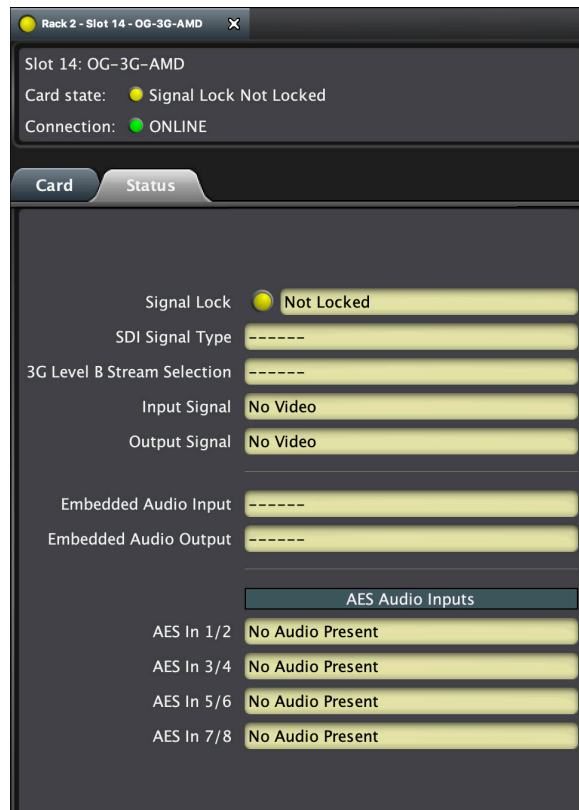 Rack 2 - Slot 14 - OG-3G-AMD
Slot 14: OG-3G-AMD
Card state: Signal Lock Not Locked
Connection: ONLINE
Card Status
Signal Lock Not Locked
SDI Signal Type ------
3G Level B Stream Selection ------
Input Signal No Video
Output Signal No Video
Embedded Audio Input ------
Embedded Audio Output ------
AES Audio Inputs
AES In 1/2 No Audio Present
AES In 3/4 No Audio Present
AES In 5/6 No Audio Present
AES In 7/8 No Audio Present